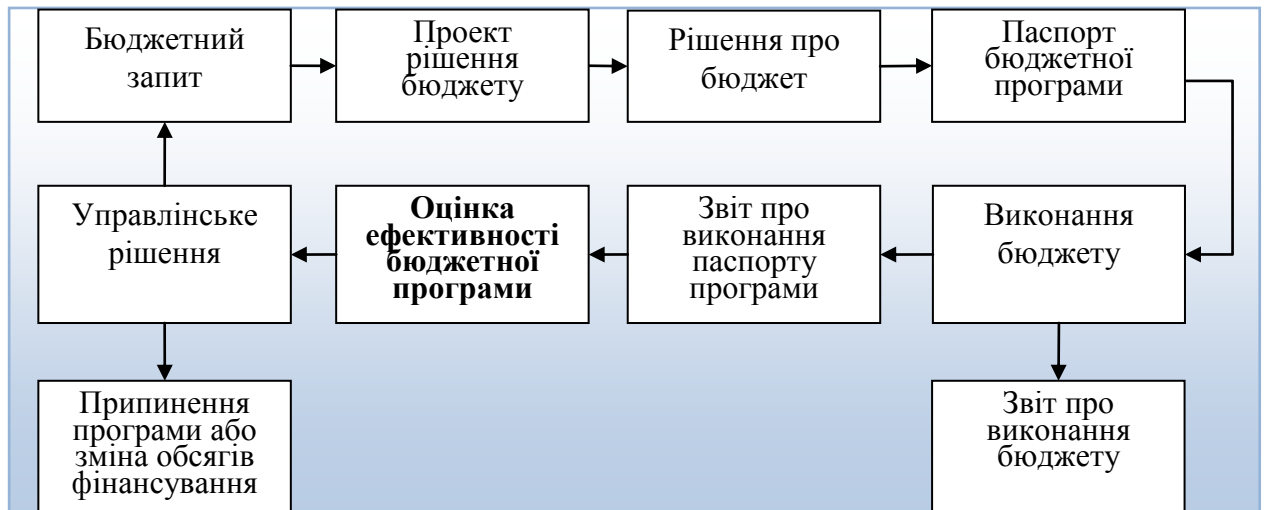 Бюджетний
запит
Проект
рішення
бюджету
Рішення про
бюджет
Паспорт
бюджетної
програми
Управлінське
рішення
Оцінка
ефективності
бюджетної
програми
Звіт про
виконання
паспорту
програми
Виконання
бюджету
Припинення
програми або
зміна обсягів
фінансування
Звіт про
виконання
бюджету